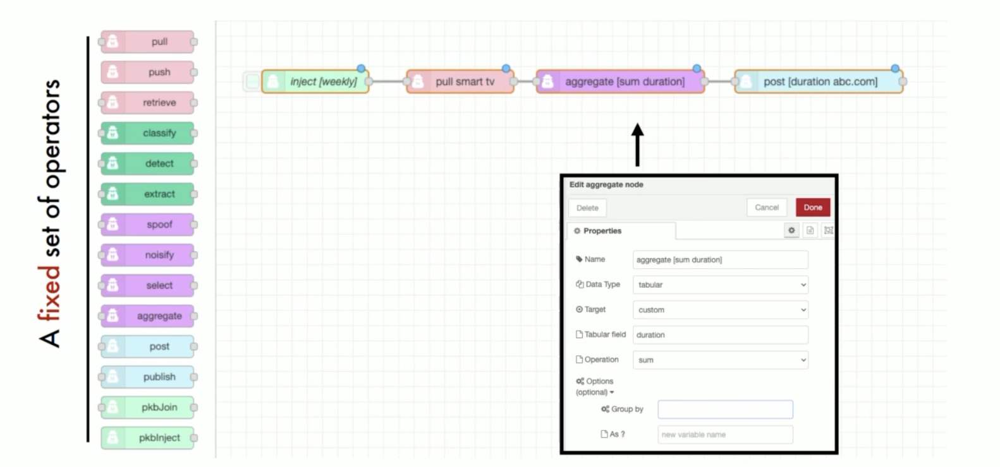 A fixed set of operators
pull
push
retrieve
classify
detect
extract
spoof
noisify
select
aggregate
post
publish
pkbJoin
pkbInject
inject [weekly]
pull smart tv
aggregate [sum duration]
post [duration abc.com]
Edit aggregate node
Delete
Cancel
Done
Properties
Name
aggregate [sum duration]
Data Type
tabular
Target
custom
Tabular field
duration
Operation
sum
Options
(optional)
Group by
As ?
new variable name